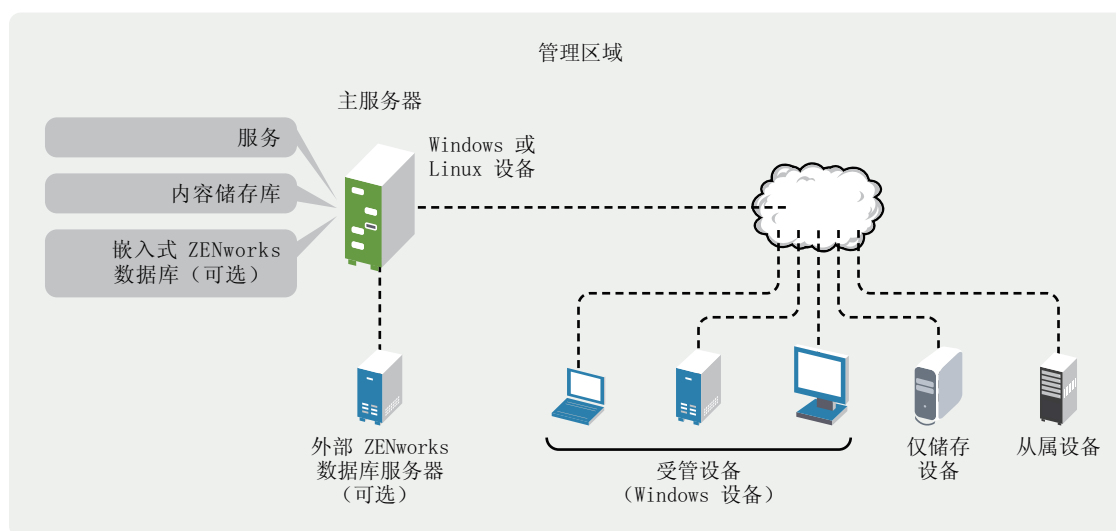 管理区域
主服务器
服务
内容储存库
嵌入式 ZENworks
数据库（可选）
Windows 或
Linux 设备
外部 ZENworks
数据库服务器
（可选）
受管设备
（Windows 设备）
仅储存
设备
从属设备